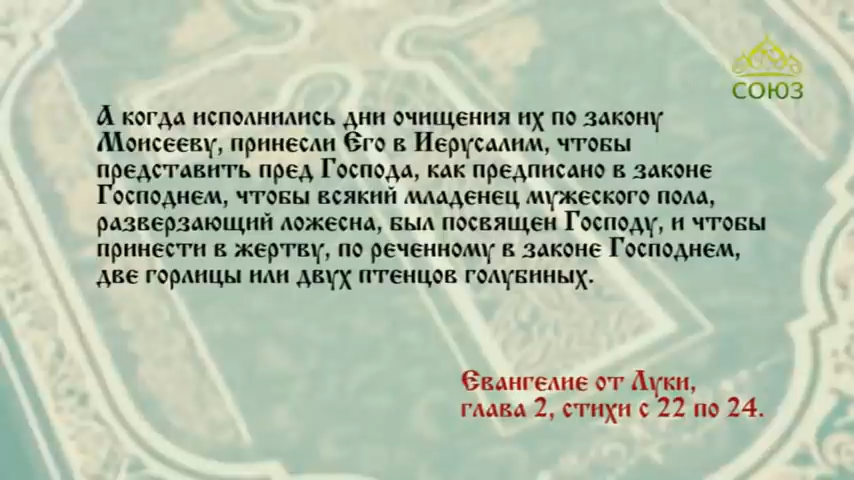 СОЮЗ
А когда исполнились дни очищения их по закону
Моисееву, принесли Его в Иерусалим, чтобы
представить пред Господа, как предписано в законе
Господнем, чтобы всякий младенец мужеского пола,
разверзающий ложесна, был посвящен Господу, и чтобы
принести в жертву, по реченному в законе Господнем,
две горлицы или двух птенцов голубиных.
Евангелие от Луки,
глава 2, стихи с 22 по 24.